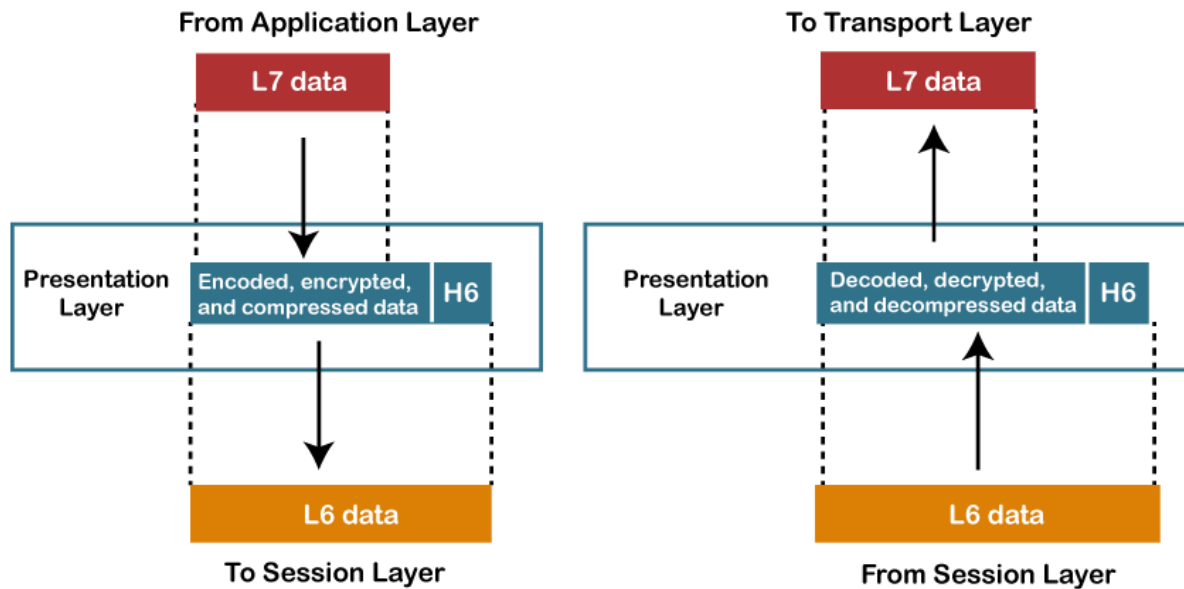 From Application Layer
L7 data
Presentation
Layer
Encoded, encrypted,
and compressed data
H6
L6 data
To Session Layer
To Transport Layer
L7 data
Presentation
Layer
Decoded, decrypted,
and decompressed data
H6
L6 data
From Session Layer